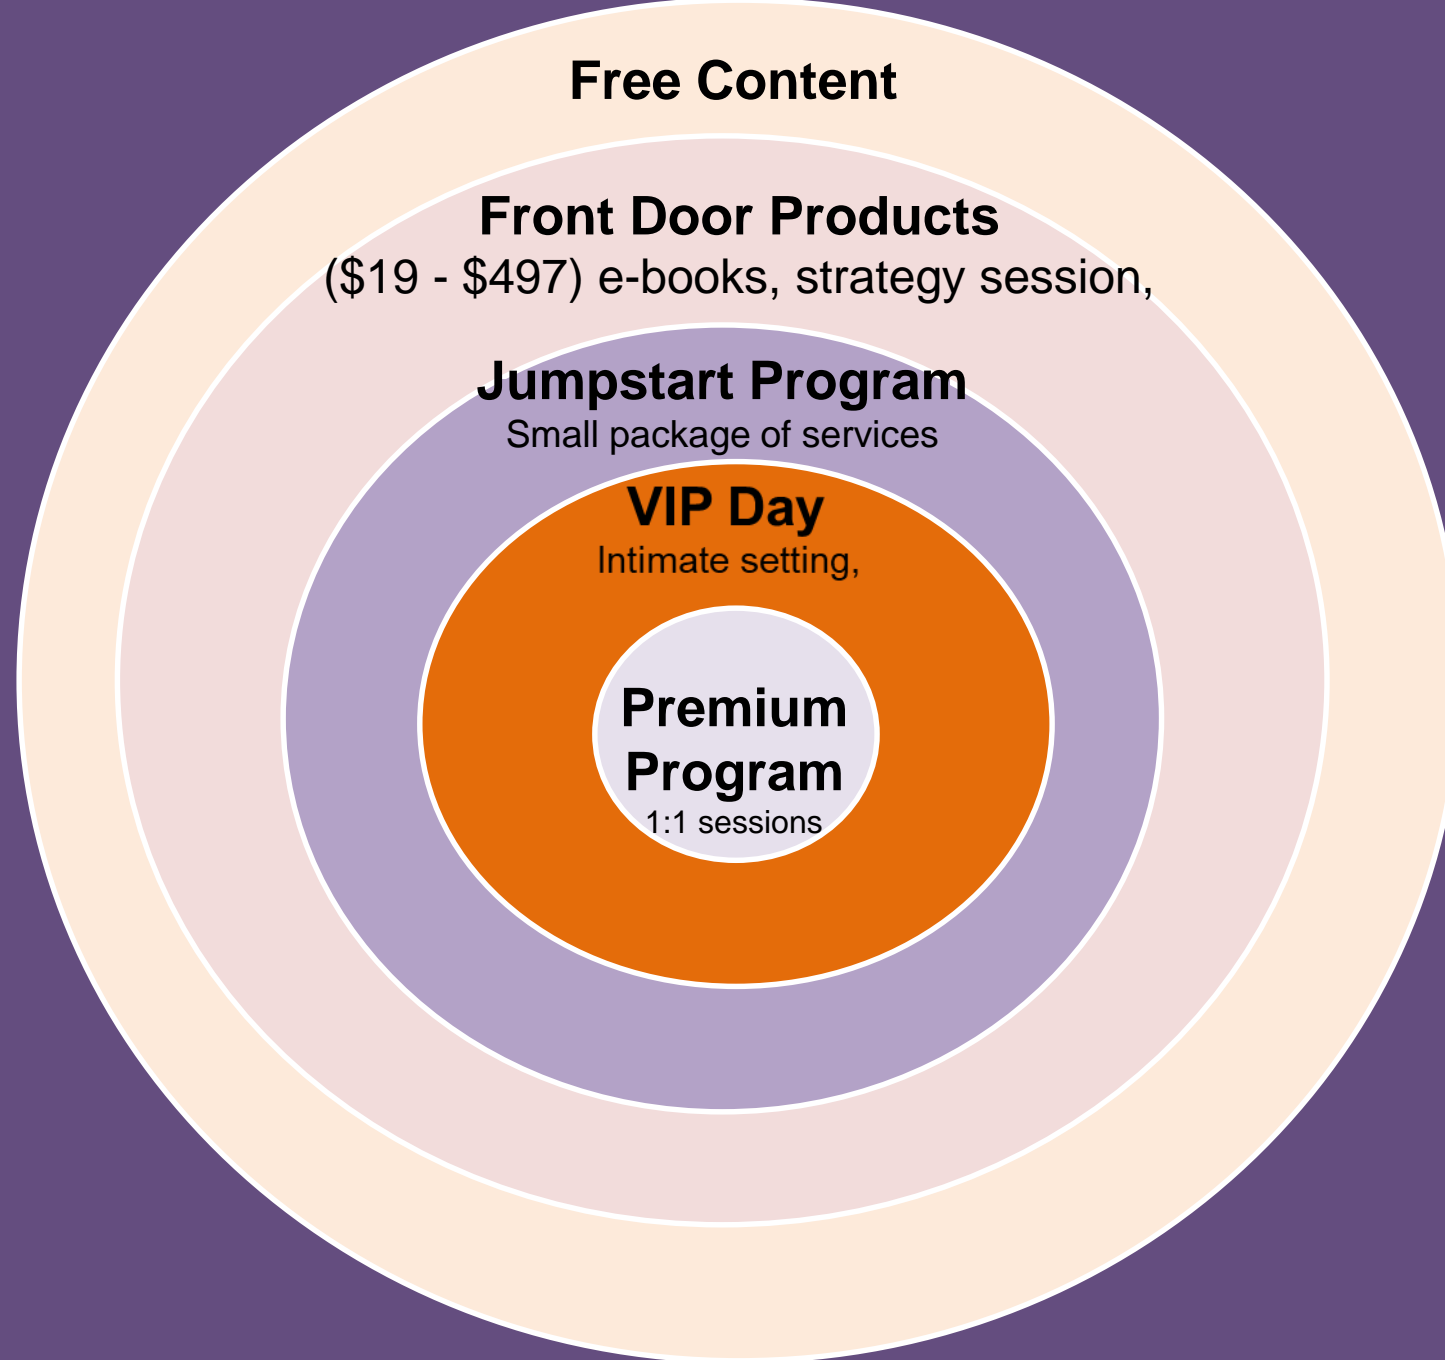 Free Content
Front Door Products
($19 - $497) e-books, strategy session,
Jumpstart Program
Small package of services
VIP Day
Intimate setting,
Premium
Program
1:1 sessions